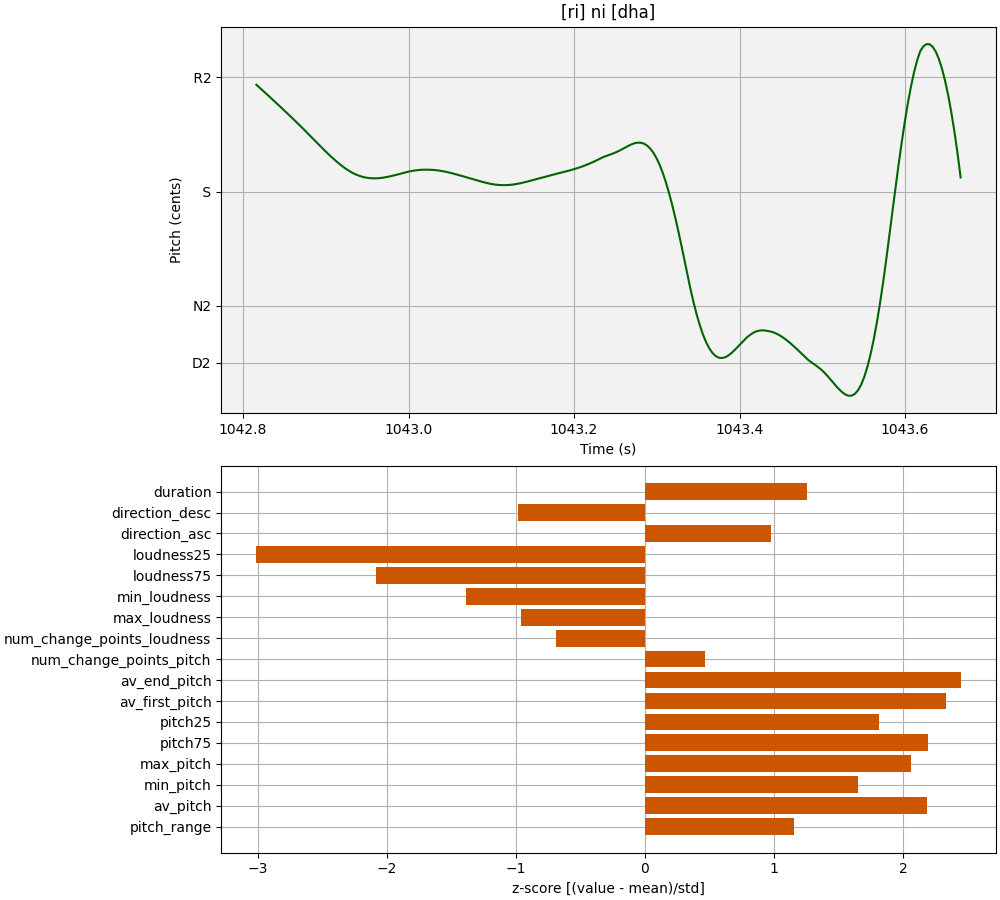 [ri] ni [dha]
R2
S
N2
D2
Pitch (cents)
1042.8 1043.0 1043.2 1043.4 1043.6
Time (s)
duration
direction_desc
direction_asc
loudness25
loudness75
min_loudness
max_loudness
num_change_points_loudness
num_change_points_pitch
av_end_pitch
av_first_pitch
pitch25
pitch75
max_pitch
min_pitch
av_pitch
pitch_range
−3 −2 −1 0 1 2
z-score [(value - mean)/std]